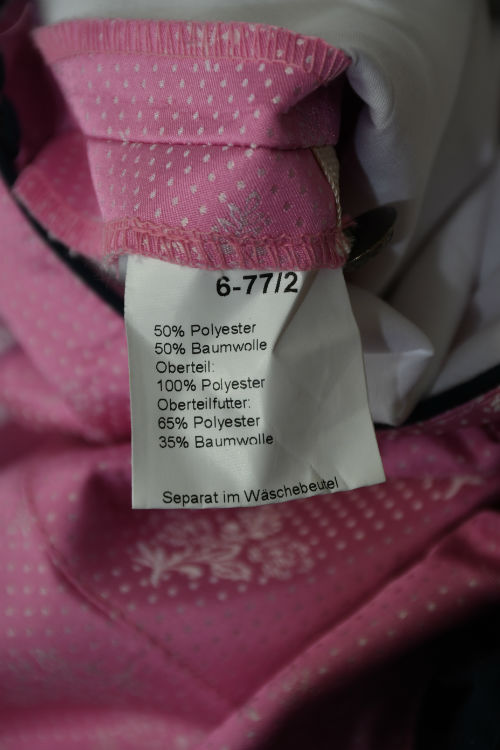 6-77/2
50% Polyester
50% Baumwolle
Oberteil:
100% Polyester
Oberteilfutter:
65% Polyester
35% Baumwolle
Separat im Wäschebeutel